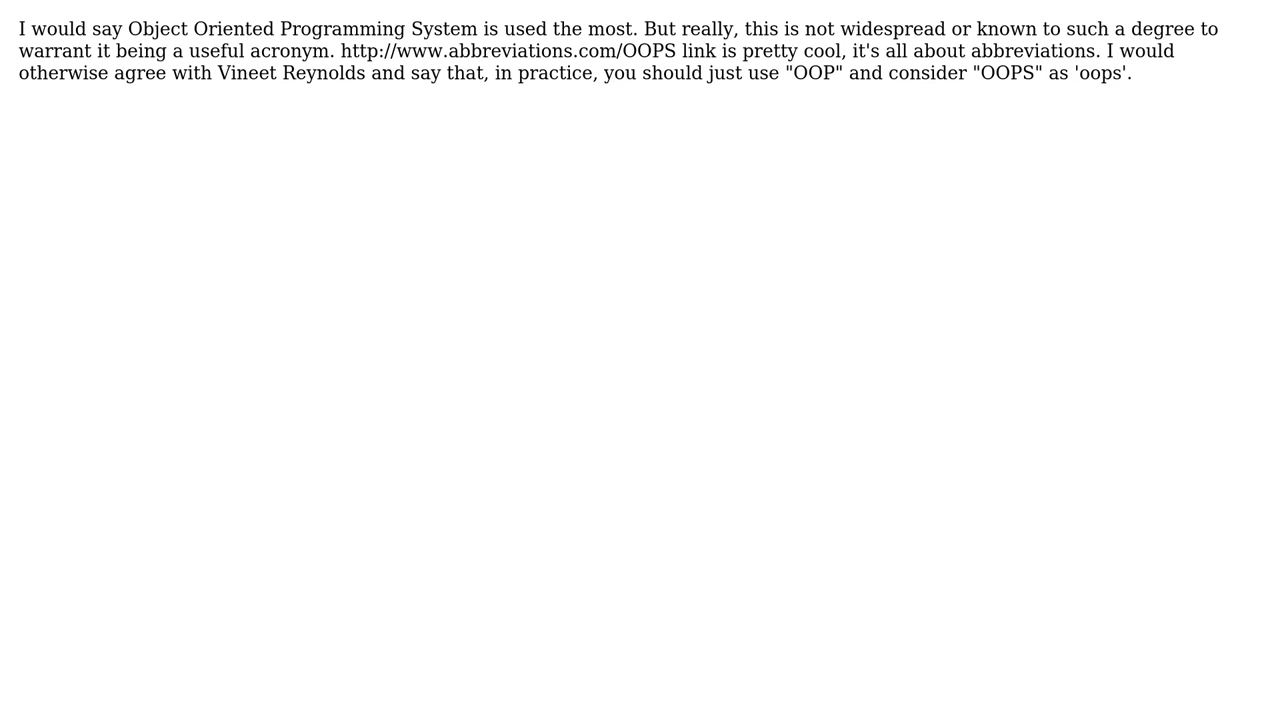 I would say Object Oriented Programming System is used the most. But really, this is not widespread or known to such a degree to
warrant it being a useful acronym. http://www.abbreviations.com/OOPS link is pretty cool, it's all about abbreviations. I would
otherwise agree with Vineet Reynolds and say that, in practice, you should just use "OOP" and consider "OOPS" as 'oops'.